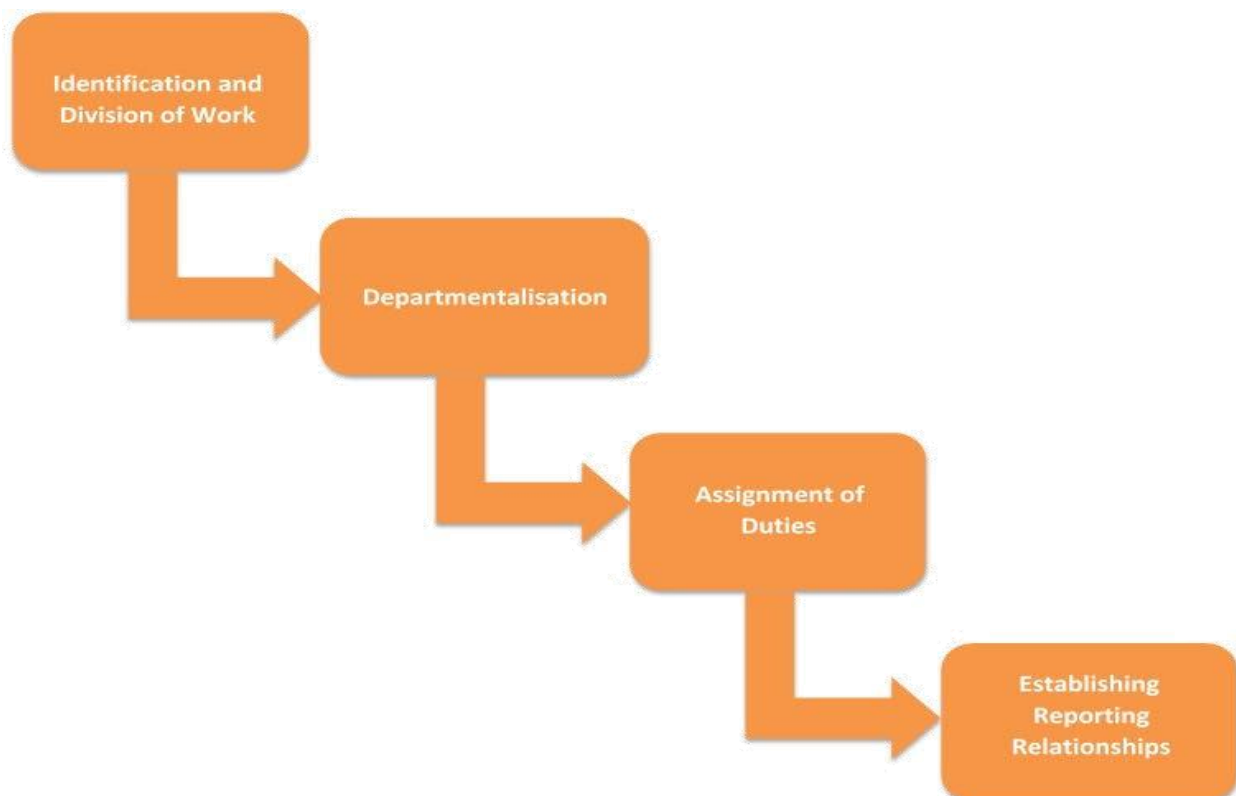 Identification and
Division of Work
Departmentalisation
Assignment of
Duties
Establishing
Reporting
Relationships